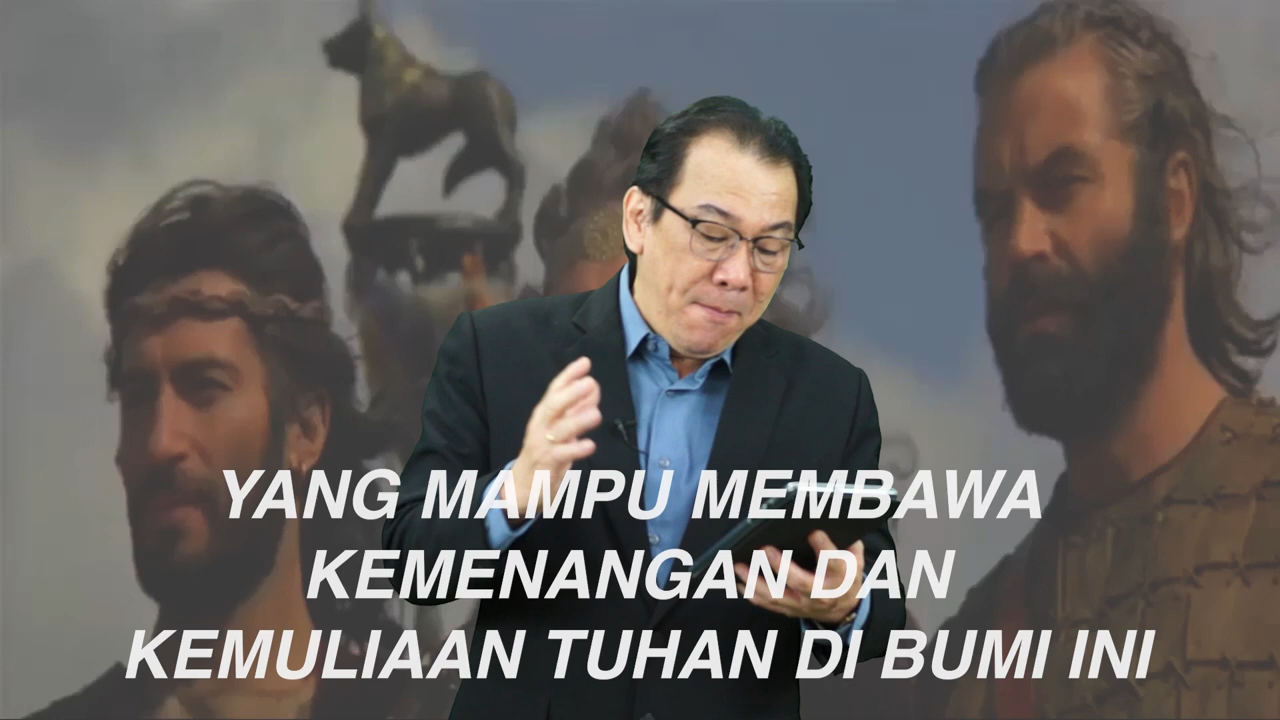 YANG MAMPU MEMBAWA
KEMENANGAN DAN
KEMULIAAN TUHAN DI BUMI INI